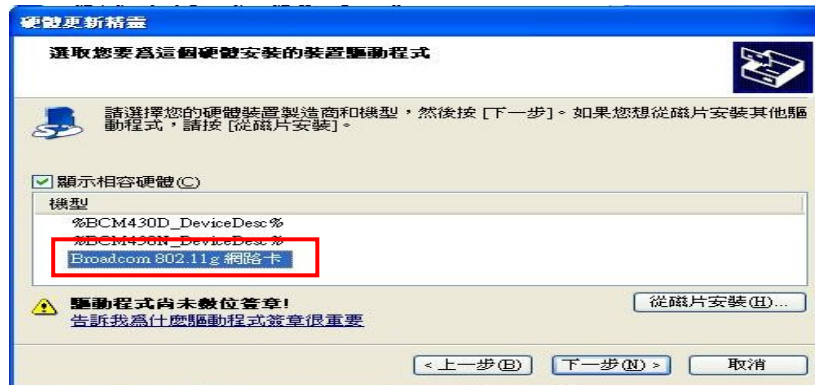 硬體更新精靈
選取您要為這個硬體安裝的裝置驅動程式
請選擇您的硬體裝置製造商和機型，然後按 [下一步]。如果您想從磁片安裝其他驅
動程式，請按 [從磁片安裝]。
顯示相容硬體(C)
機型
%BCM430D_DeviceDesc%
%BCM430N_DeviceDesc%
Broadcom 802.11g 網路卡
驅動程式尚未數位簽章!
從磁片安裝(H)...
告訴我為什麼驅動程式簽章很重要
<上一步(B)
下一步(N) >
取消